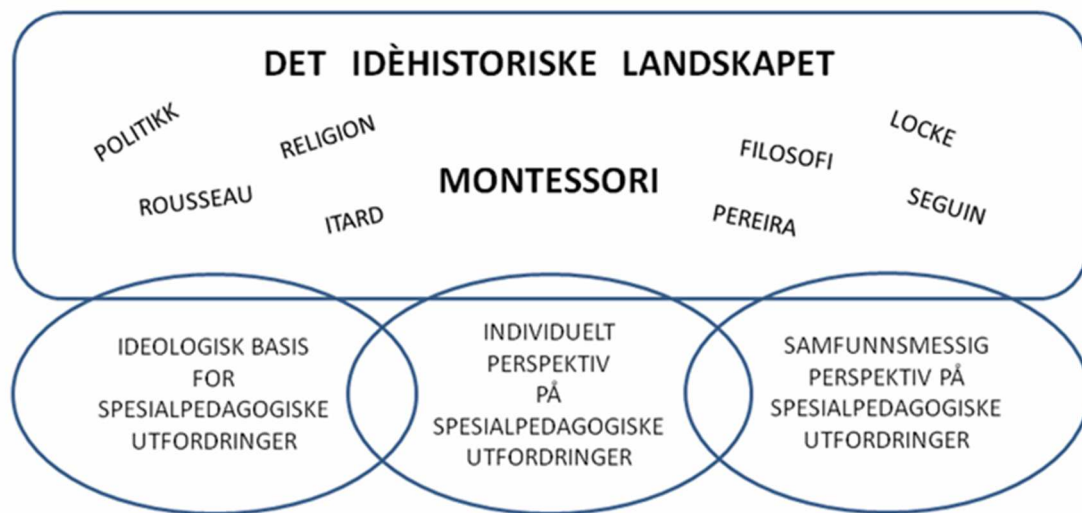 DET IDÈHISTORISKE LANDSKAPET
POLITIKK
RELIGION
LOCKE
FILOSOFI
MONTESSORI
ROUSSEAU
ITARD
PEREIRA
SEGUIN
IDEOLOGISK BASIS
FOR
SPESIALPEDAGOGISKE
UTFORDRINGER
INDIVIDUELT
PERSPEKTIV
PÅ
SPESIALPEDAGOGISKE
UTFORDRINGER
SAMFUNNSMESSIG
PERSPEKTIV PÅ
SPESIALPEDAGOGISKE
UTFORDRINGER